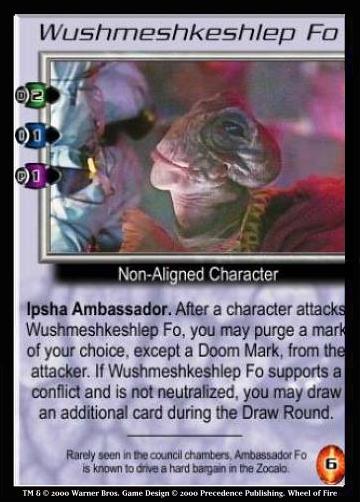 Wushmeshkeshlep Fo
D 2
1
P 1
Non-Aligned Character
Ipsha Ambassador. After a character attacks
Wushmeshkeshlep Fo, you may purge a mark
of your choice, except a Doom Mark, from the
attacker. If Wushmeshkeshlep Fo supports a
conflict and is not neutralized, you may draw
an additional card during the Draw Round.
Rarely seen in the council chambers, Ambassador Fo
is known to drive a hard bargain in the Zocalo.
6
TM & © 2000 Warner Bros. Game Design © 2000 Precedence Publishing. Wheel of Fire